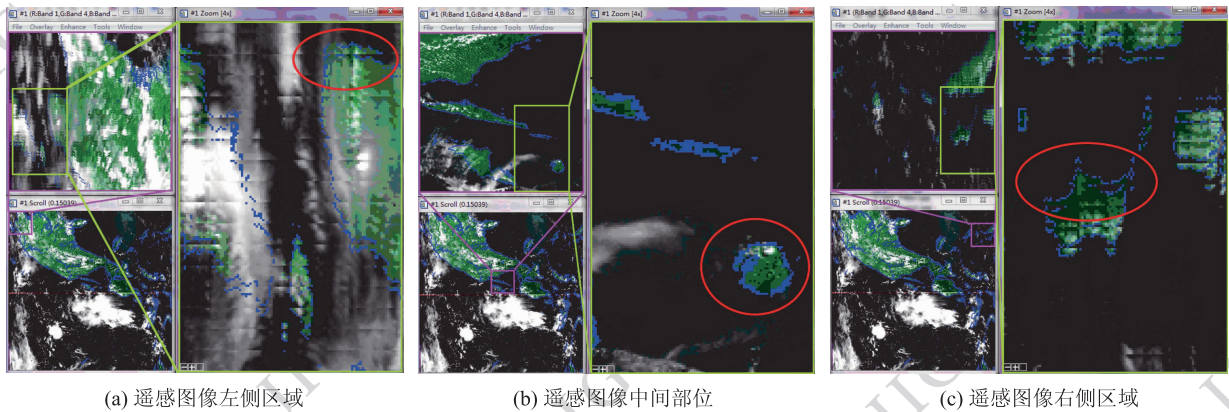 #1 (R:Band 1,G:Band 4,B:Band ...
File Overlay Enhance Tools Window
#1 Zoom [4x]
#1 Scroll (0.15039)
(a) 遥感图像左侧区域
#1 (R:Band 1,G:Band 4,B:Band ...
File Overlay Enhance Tools Window
#1 Zoom [4x]
#1 Scroll (0.15039)
(b) 遥感图像中间部位
#1 (R:Band 1,G:Band 4,B:Band ...
File Overlay Enhance Tools Window
#1 Zoom [4x]
#1 Scroll (0.15039)
(c) 遥感图像右侧区域